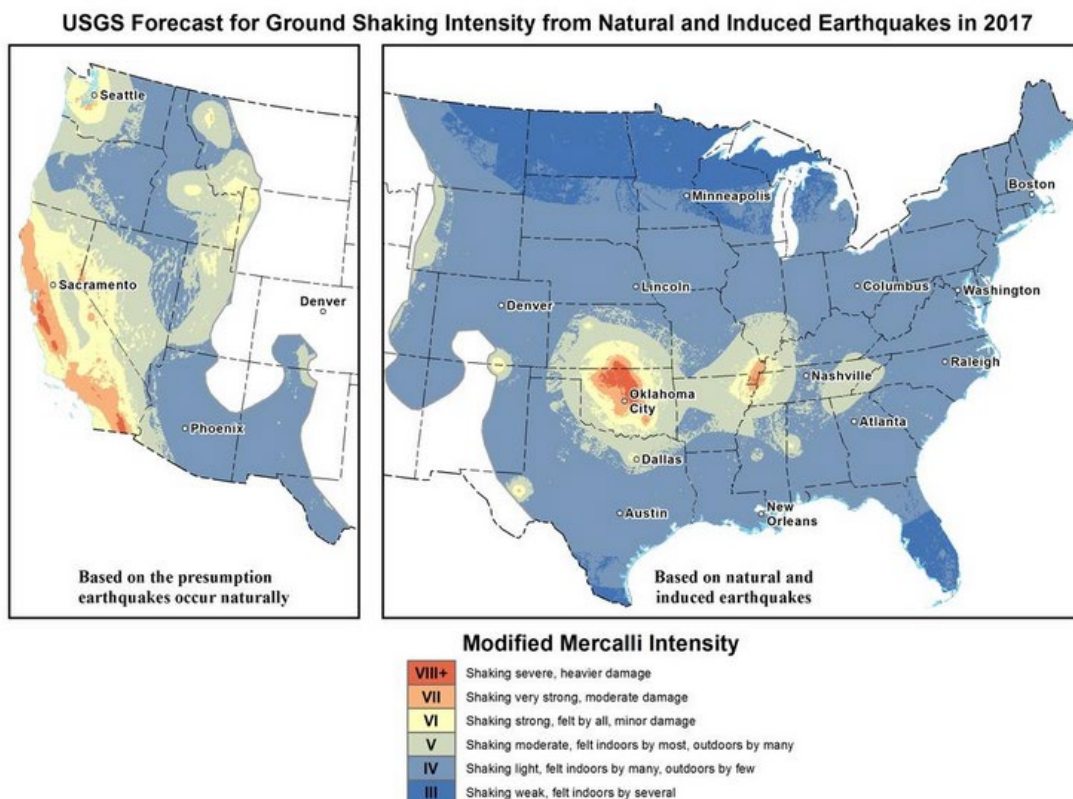 USGS Forecast for Ground Shaking Intensity from Natural and Induced Earthquakes in 2017
Seattle
Sacramento
Denver
Phoenix
Based on the presumption
earthquakes occur naturally
Minneapolis
Boston
Lincoln
Columbus
Washington
Denver
Raleigh
Nashville
Oklahoma
City
Atlanta
Dallas
Austin
New
Orleans
Based on natural and
induced earthquakes
Modified Mercalli Intensity
VIII+ Shaking severe, heavier damage
VII Shaking very strong, moderate damage
VI Shaking strong, felt by all, minor damage
V Shaking moderate, felt indoors by most, outdoors by many
IV Shaking light, felt indoors by many, outdoors by few
III Shaking weak, felt indoors by several